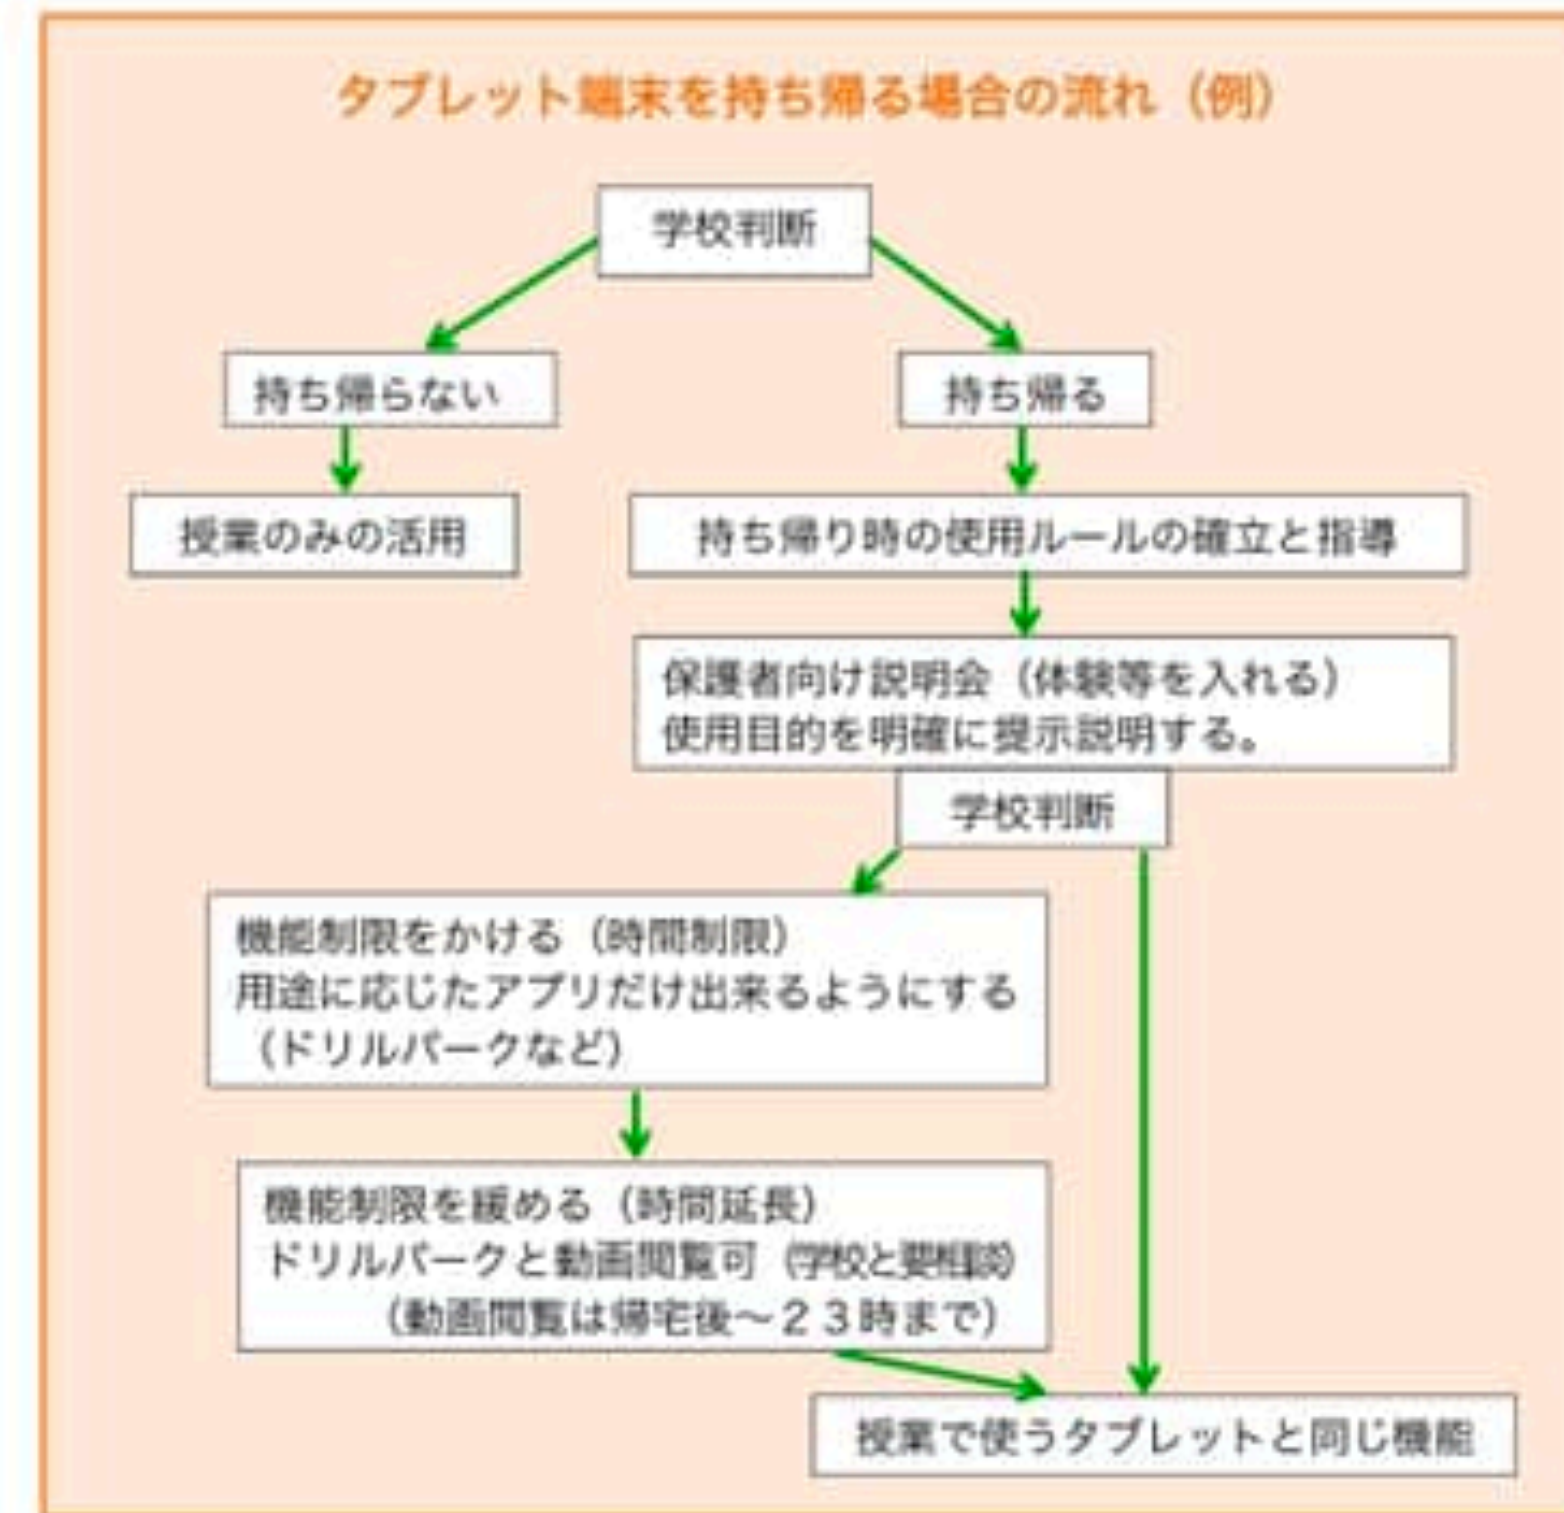 タブレット端末を持ち帰る場合の流れ（例）
学校判断
持ち帰らない
持ち帰る
授業のみの活用
持ち帰り時の使用ルールの確立と指導
保護者向け説明会（体験等を入れる）
使用目的を明確に提示説明する。
学校判断
機能制限をかける（時間制限）
用途に応じたアプリだけ出来るようにする
（ドリルパークなど）
機能制限を緩める（時間延長）
ドリルパークと動画閲覧可（学校と要相談）
（動画閲覧は帰宅後～２３時まで）
授業で使うタブレットと同じ機能